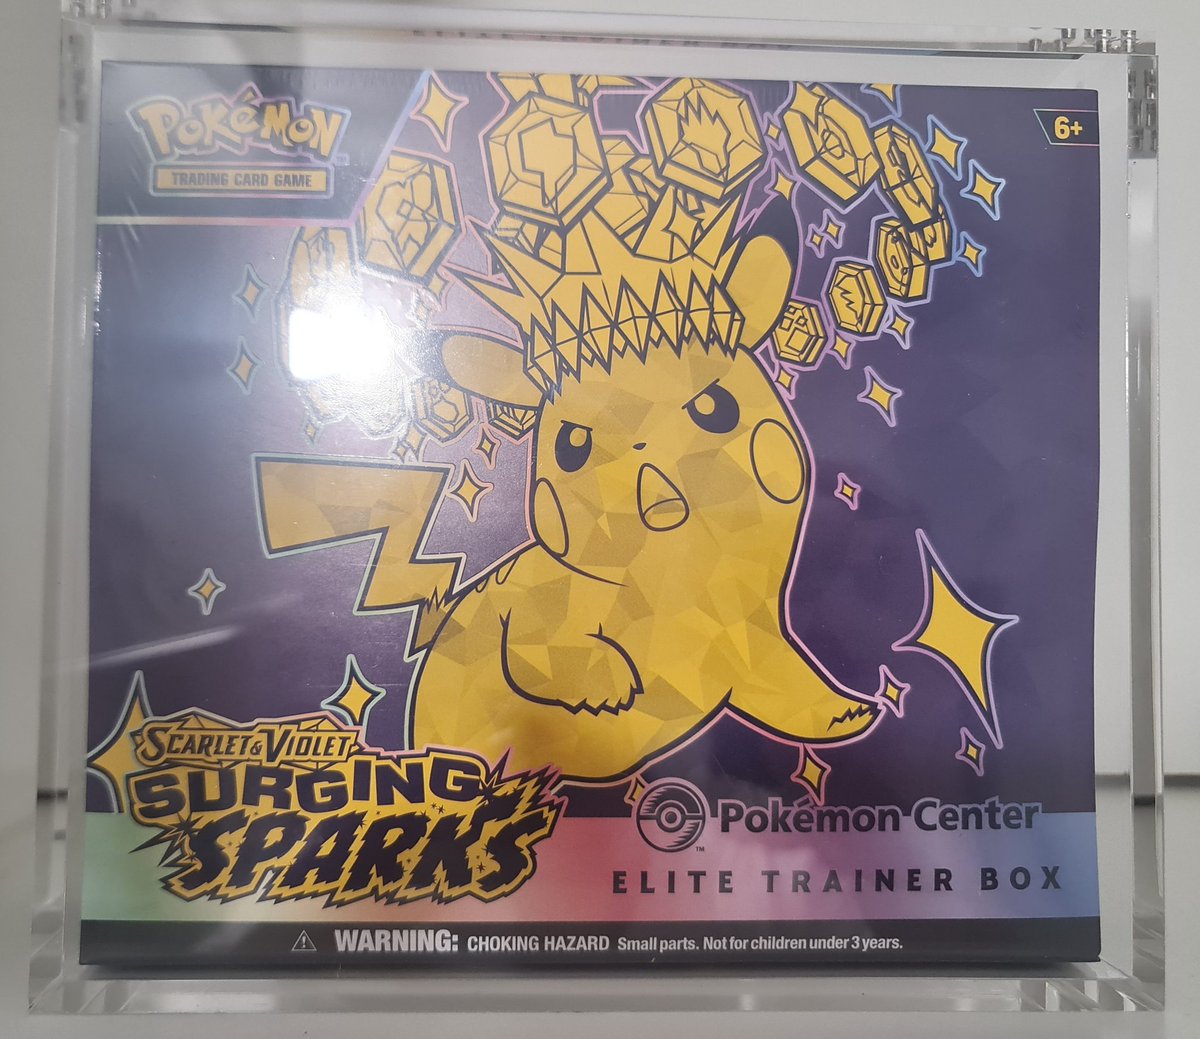 POKéMON
TRADING CARD GAME
6+
SCARLET & VIOLET
SURGING
SPARKS
Pokémon Center
™
ELITE TRAINER BOX
WARNING: CHOKING HAZARD Small parts. Not for children under 3 years.